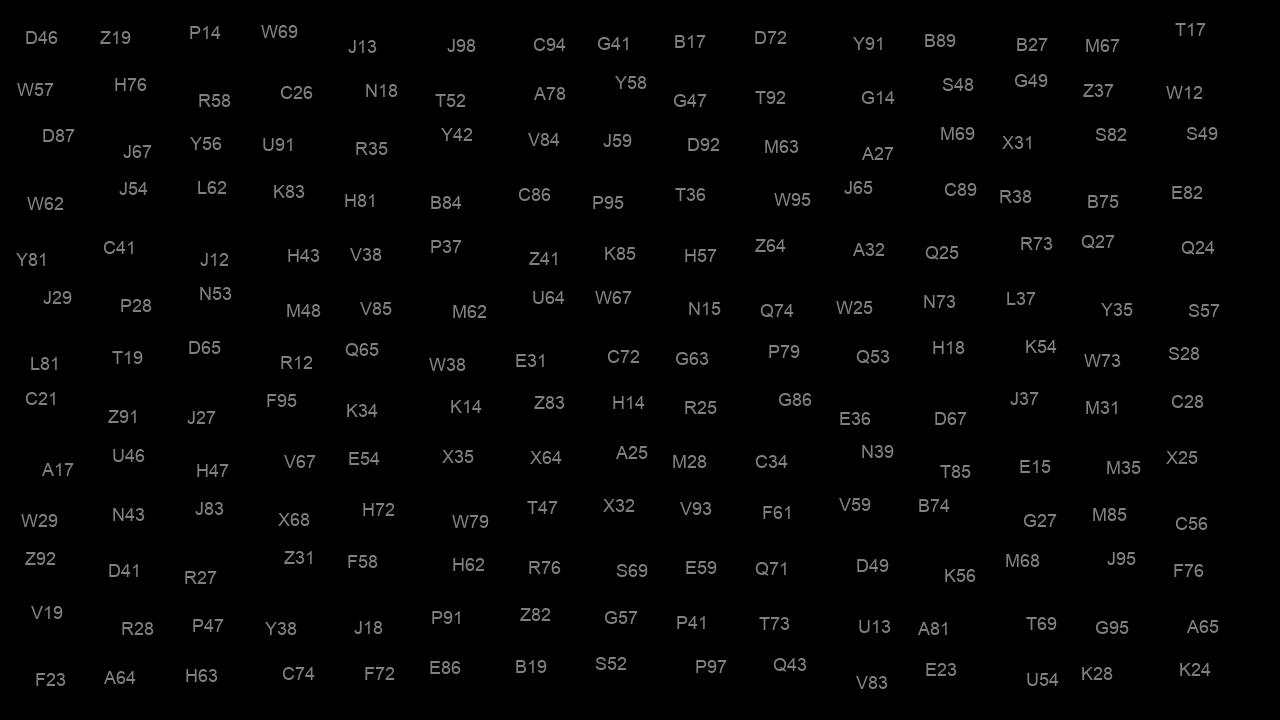 D46 Z19 P14 W69 J13 J98 C94 G41 B17 D72 Y91 B89 B27 M67 T17
W57 H76 R58 C26 N18 T52 A78 Y58 G47 T92 G14 S48 G49 Z37 W12
D87 J67 Y56 U91 R35 Y42 V84 J59 D92 M63 A27 M69 X31 S82 S49
W62 J54 L62 K83 H81 B84 C86 P95 T36 W95 J65 C89 R38 B75 E82
Y81 C41 J12 H43 V38 P37 Z41 K85 H57 Z64 A32 Q25 R73 Q27 Q24
J29 P28 N53 M48 V85 M62 U64 W67 N15 Q74 W25 N73 L37 Y35 S57
L81 T19 D65 R12 Q65 W38 E31 C72 G63 P79 Q53 H18 K54 W73 S28
C21 Z91 J27 F95 K34 K14 Z83 H14 R25 G86 E36 D67 J37 M31 C28
A17 U46 H47 V67 E54 X35 X64 A25 M28 C34 N39 T85 E15 M35 X25
W29 N43 J83 X68 H72 W79 T47 X32 V93 F61 V59 B74 G27 M85 C56
Z92 D41 R27 Z31 F58 H62 R76 S69 E59 Q71 D49 K56 M68 J95 F76
V19 R28 P47 Y38 J18 P91 Z82 G57 P41 T73 U13 A81 T69 G95 A65
F23 A64 H63 C74 F72 E86 B19 S52 P97 Q43 V83 E23 U54 K28 K24